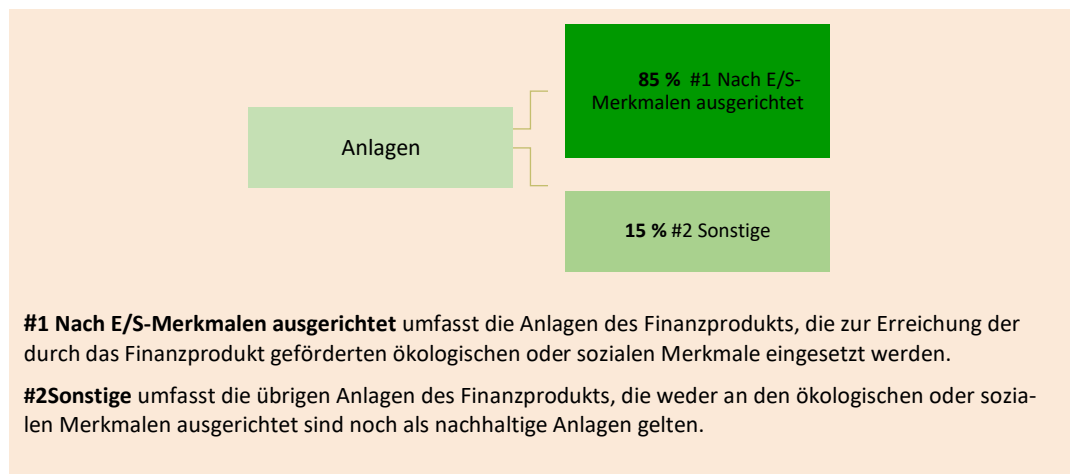 85 % #1 Nach E/S-
Merkmalen ausgerichtet
Anlagen
15 % #2 Sonstige
#1 Nach E/S-Merkmalen ausgerichtet umfasst die Anlagen des Finanzprodukts, die zur Erreichung der
durch das Finanzprodukt geförderten ökologischen oder sozialen Merkmale eingesetzt werden.
#2Sonstige umfasst die übrigen Anlagen des Finanzprodukts, die weder an den ökologischen oder sozia-
len Merkmalen ausgerichtet sind noch als nachhaltige Anlagen gelten.